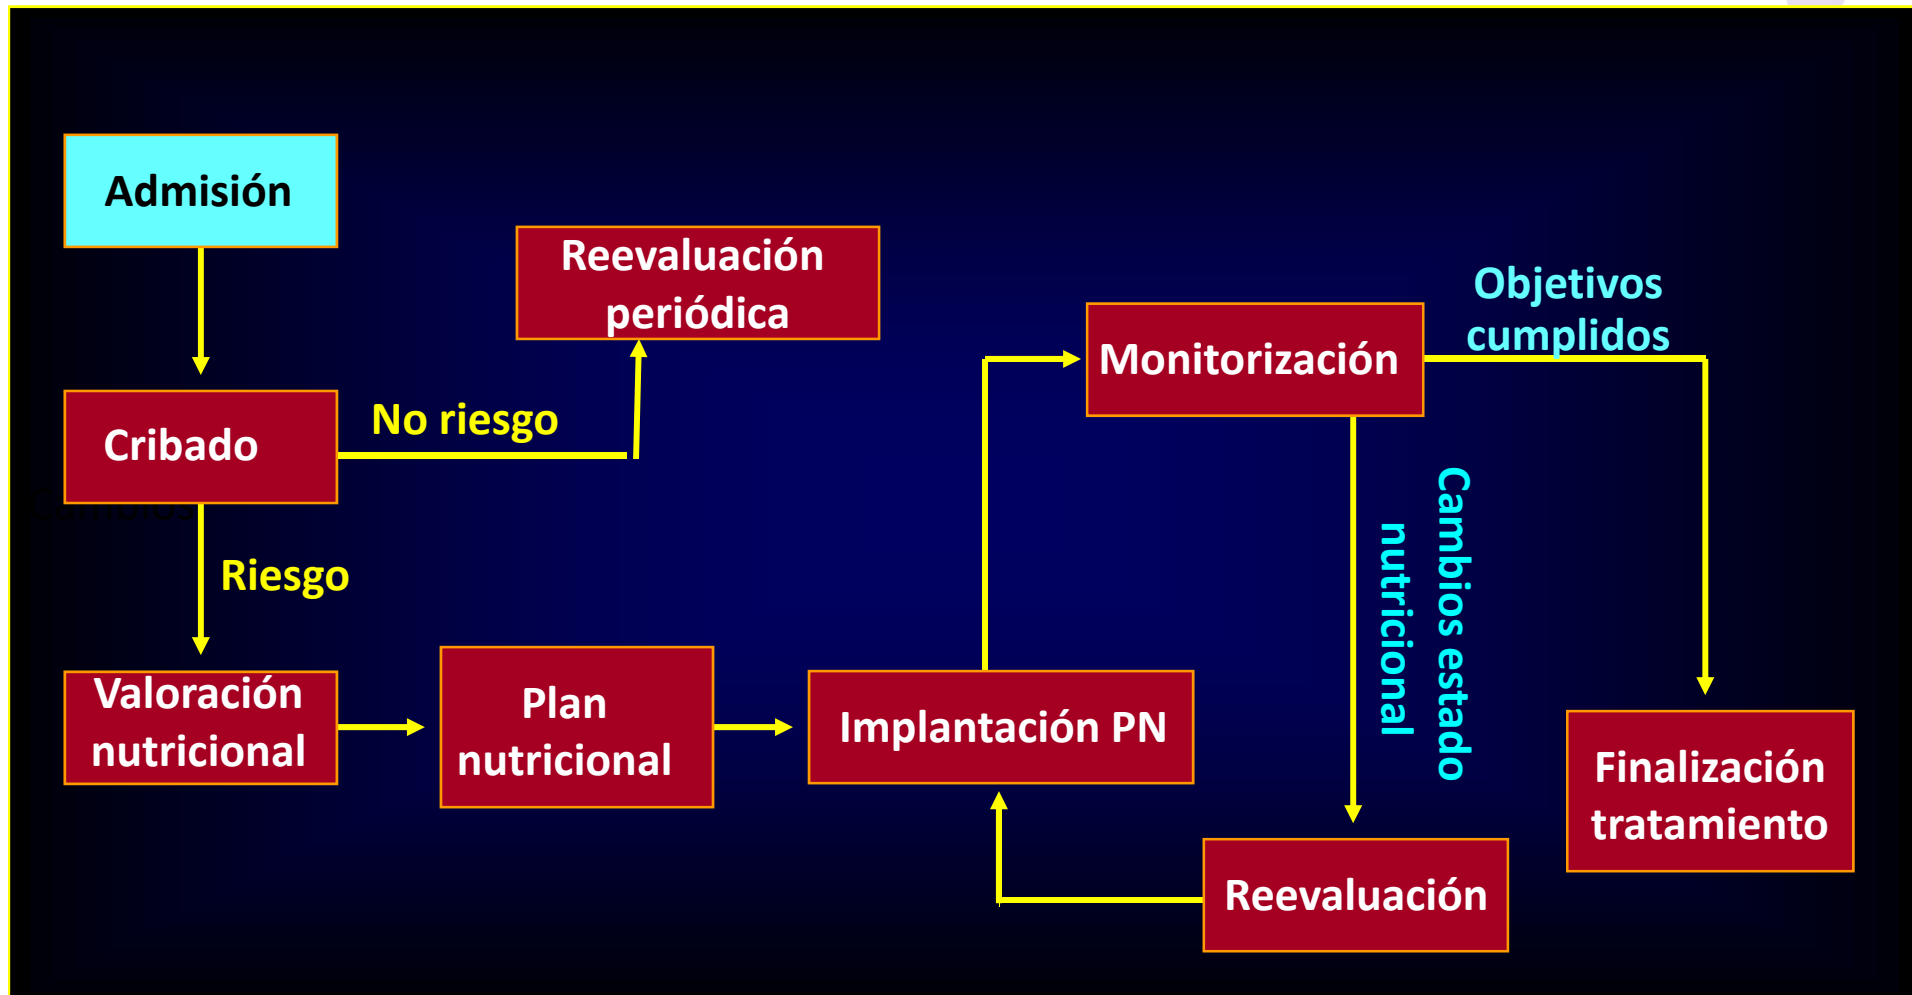 Admisión
Reevaluación
periódica
Objetivos
cumplidos
Monitorización
No riesgo
Cribado
Cambios
Riesgo
Cambios estado
nutricional
Valoración
nutricional
Plan
nutricional
Implantación PN
Finalización
tratamiento
Reevaluación